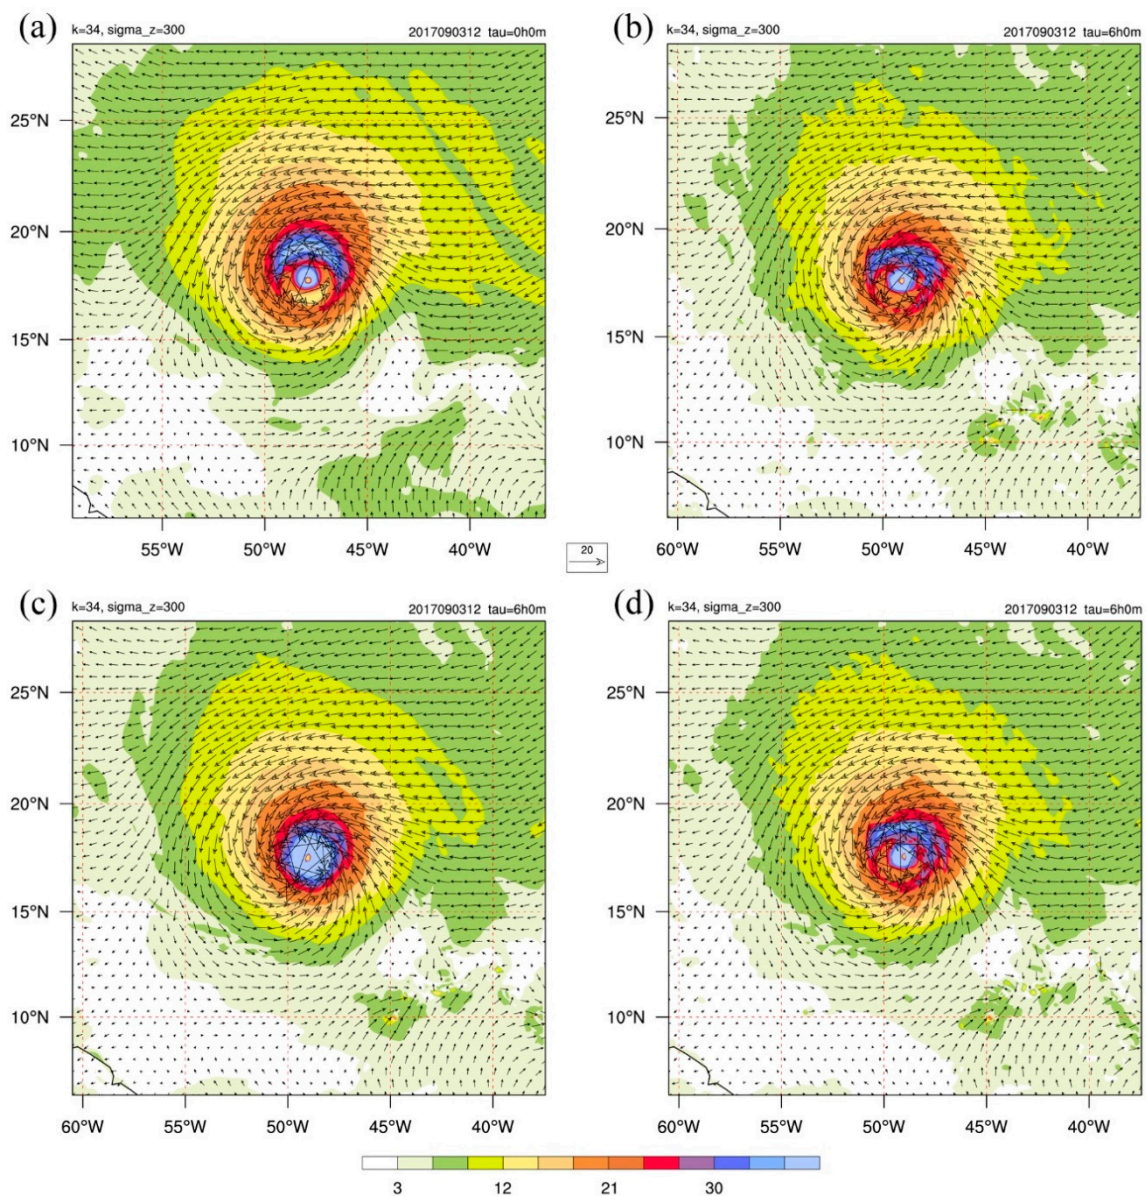 (a)
k=34, sigma_z=300 2017090312 tau=0h0m
25°N
20°N
15°N
10°N
55°W 50°W 45°W 40°W
(b)
k=34, sigma_z=300 2017090312 tau=6h0m
25°N
20°N
15°N
10°N
60°W 55°W 50°W 45°W 40°W
20
(c)
k=34, sigma_z=300 2017090312 tau=6h0m
25°N
20°N
15°N
10°N
60°W 55°W 50°W 45°W 40°W
(d)
k=34, sigma_z=300 2017090312 tau=6h0m
25°N
20°N
15°N
10°N
60°W 55°W 50°W 45°W 40°W
3 12 21 30